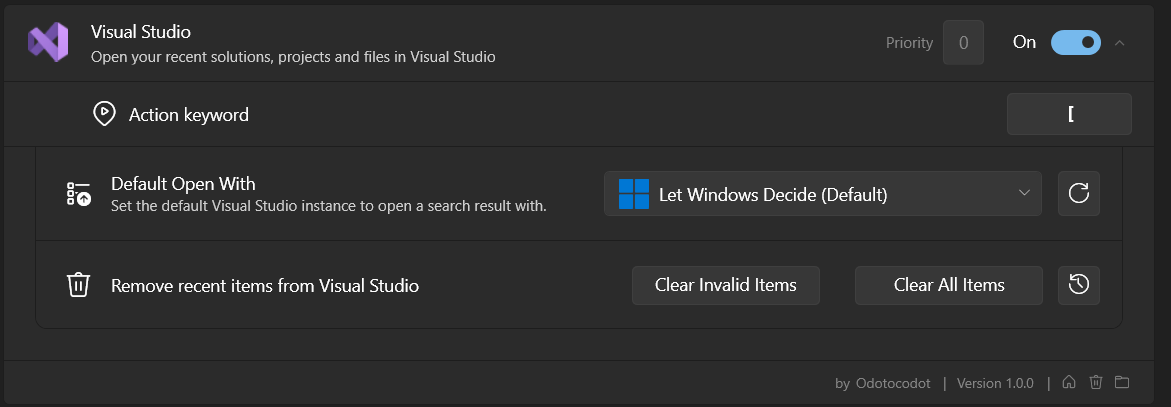 Visual Studio
Open your recent solutions, projects and files in Visual Studio
Priority 0 On
Action keyword [
Default Open With
Set the default Visual Studio instance to open a search result with.
Let Windows Decide (Default)
Remove recent items from Visual Studio Clear Invalid Items Clear All Items
by Odotocodot | Version 1.0.0 |